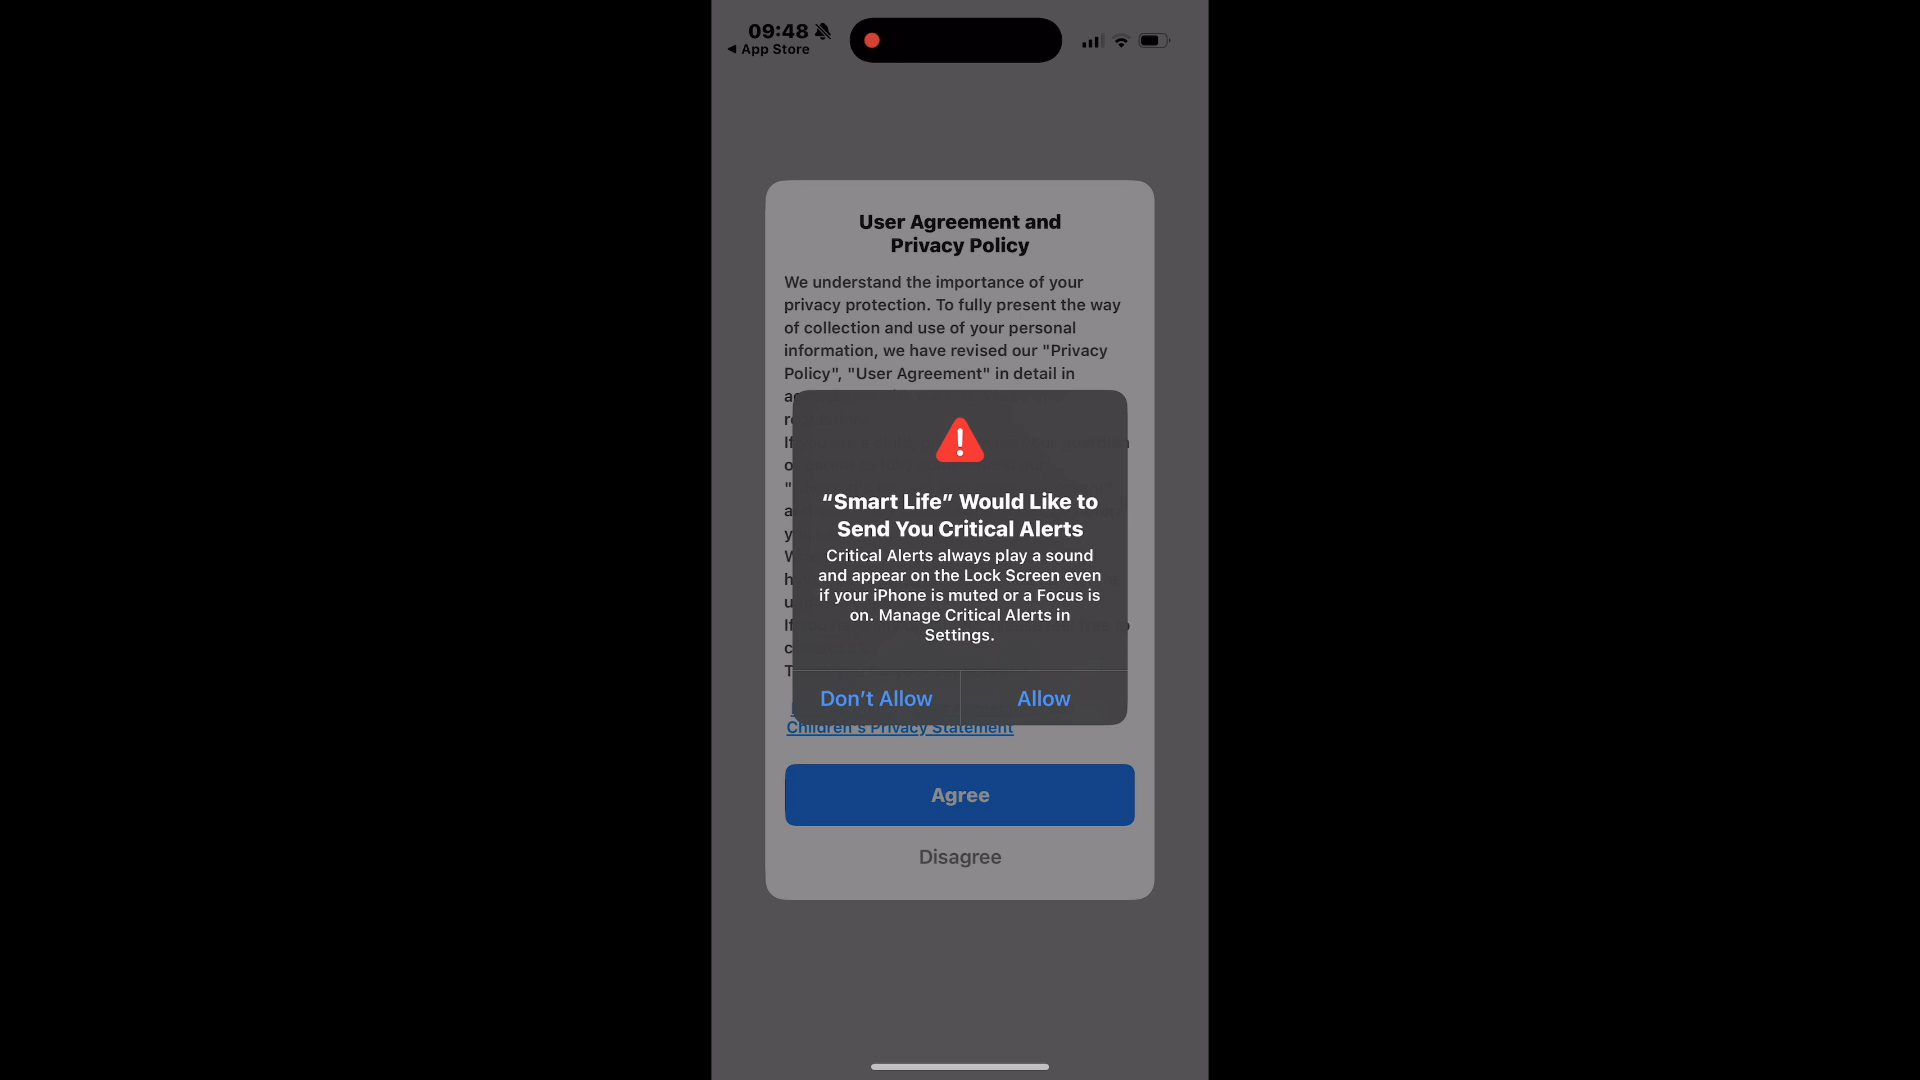 09:48
◂ App Store
User Agreement and
Privacy Policy
We understand the importance of your
privacy protection. To fully present the way
of collection and use of your personal
information, we have revised our "Privacy
Policy", "User Agreement" in detail in
“Smart Life” Would Like to
Send You Critical Alerts
Critical Alerts always play a sound
and appear on the Lock Screen even
if your iPhone is muted or a Focus is
on. Manage Critical Alerts in
Settings.
Don’t Allow
Allow
Children's Privacy Statement
Agree
Disagree